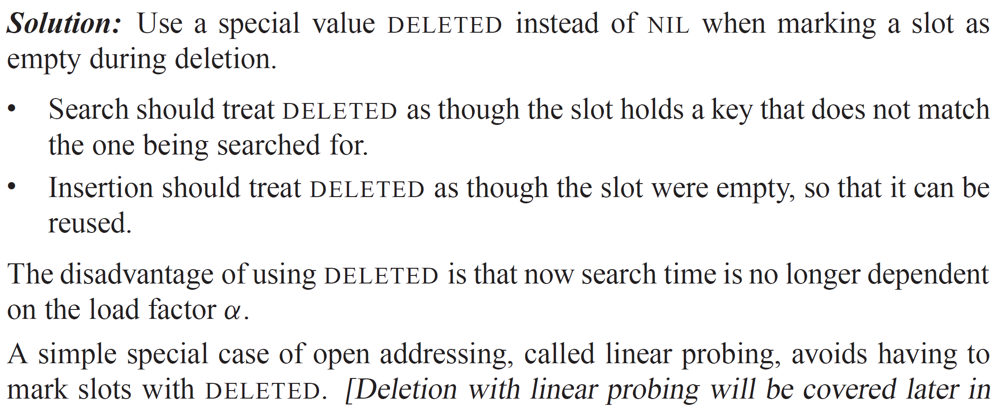 Solution: Use a special value DELETED instead of NIL when marking a slot as
empty during deletion.
• Search should treat DELETED as though the slot holds a key that does not match
the one being searched for.
• Insertion should treat DELETED as though the slot were empty, so that it can be
reused.
The disadvantage of using DELETED is that now search time is no longer dependent
on the load factor α.
A simple special case of open addressing, called linear probing, avoids having to
mark slots with DELETED. [Deletion with linear probing will be covered later in